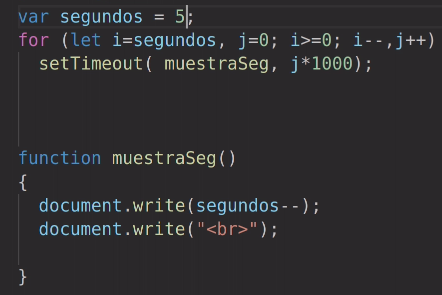 var segundos = 5;
for (let i=segundos, j=0; i>=0; i--,j++)
setTimeout( muestraSeg, j*1000);
function muestraSeg()
{
document.write(segundos--);
document.write("<br>");
}